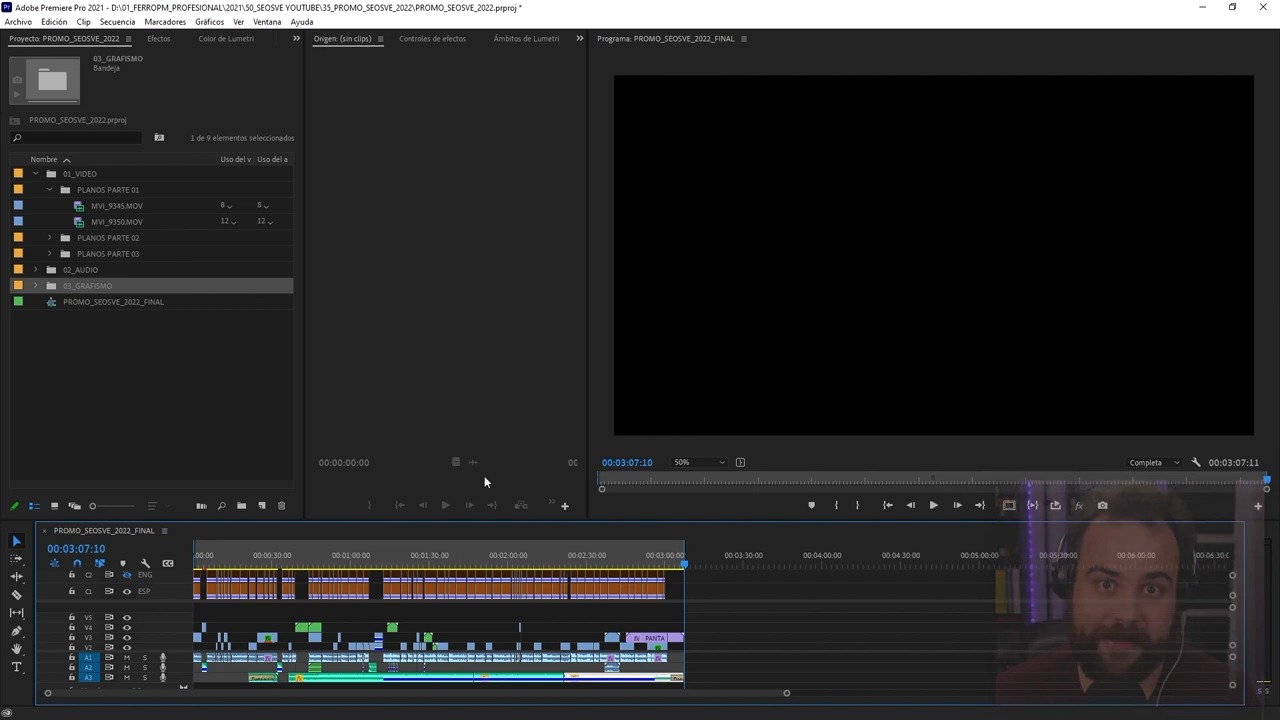 Adobe Premiere Pro 2021 - D:\01_FERROPM_PROFESIONAL\2021\50_SEOSVE YOUTUBE\35_PROMO_SEOSVE_2022\PROMO_SEOSVE_2022.prproj *
Archivo Edición Clip Secuencia Marcadores Gráficos Ver Ventana Ayuda
Proyecto: PROMO_SEOSVE_2022 Efectos Color de Lumetri
Origen: (sin clips) Controles de efectos Ámbitos de Lumetri
Programa: PROMO_SEOSVE_2022_FINAL
03_GRAFISMO
Bandeja
PROMO_SEOSVE_2022.prproj
1 de 9 elementos seleccionados
Nombre Uso del v Uso del a
01_VIDEO
PLANOS PARTE 01
MVI_9345.MOV 8 8
MVI_9350.MOV 12 12
PLANOS PARTE 02
PLANOS PARTE 03
02_AUDIO
03_GRAFISMO
PROMO_SEOSVE_2022_FINAL
00:00:00:00 00
00:03:07:10 50% Completa 00:03:07:11
PROMO_SEOSVE_2022_FINAL
00:03:07:10
:00:00 00:00:30:00 00:01:00:00 00:01:30:00 00:02:00:00 00:02:30:00 00:03:00:00 00:03:30:00 00:04:00:00 00:04:30:00 00:05:00:00 00:05:30:00 00:06:00:00 00:06:30:0
C2 ENG
C1 ESP
V5
V4
V3 PANTA
V2
A1 M S
A2 M S
A3 M S
S S